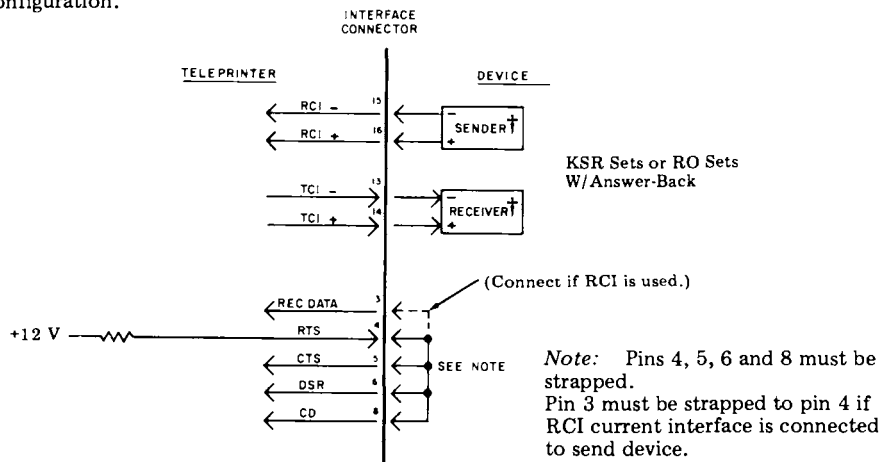 onfiguration.
INTERFACE
CONNECTOR
TELEPRINTER
DEVICE
RCI - 15
- SENDER †
RCI + 16
+
KSR Sets or RO Sets
W/Answer-Back
TCI - 13
- RECEIVER †
TCI + 14
+
(Connect if RCI is used.)
REC DATA 3
+12 V
RTS 4
CTS 5
SEE NOTE
DSR 6
CD 8
Note: Pins 4, 5, 6 and 8 must be
strapped.
Pin 3 must be strapped to pin 4 if
RCI current interface is connected
to send device.